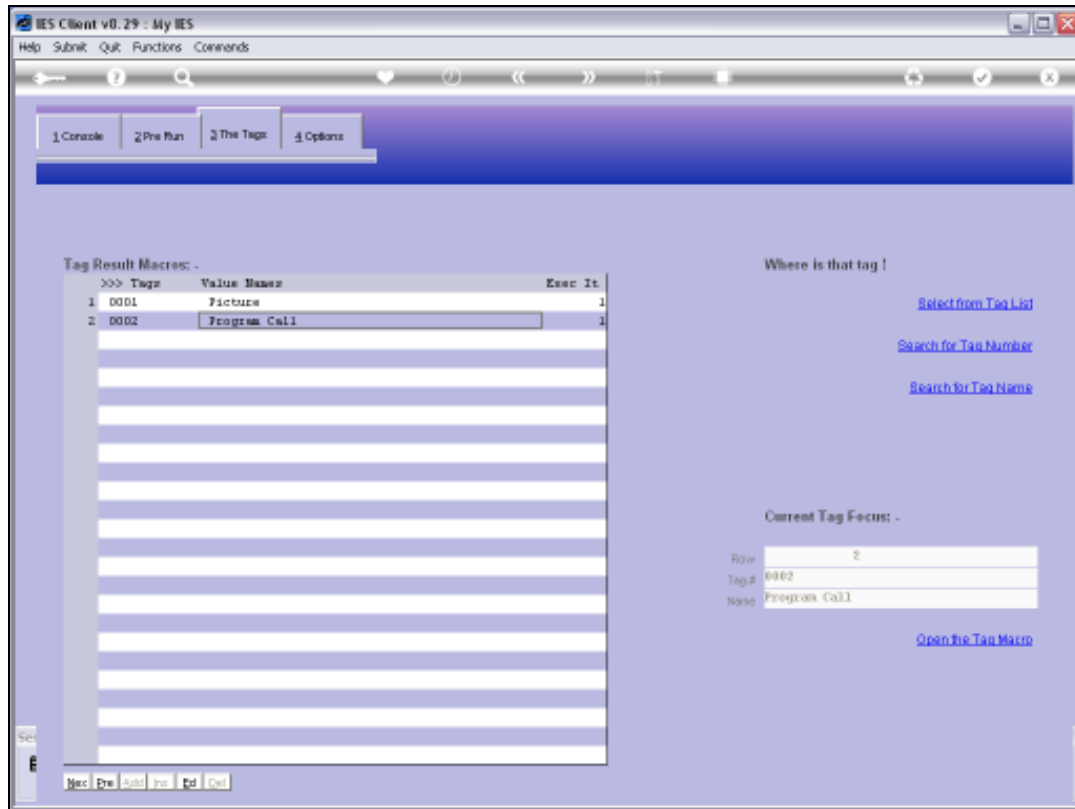 IES Client v8.29 : My IES
Help Submit Quit Functions Commands
1 Console 2 Pre Run 3 The Tags 4 Options
Tag Result Macros: -
>>> Tags Value Names Exec It
1 0001 Picture 1
2 0002 Program Call 1
Where is that tag !
Select from Tag List
Search for Tag Number
Search for Tag Name
Current Tag Focus: -
Row 2
Tag # 0002
Name Program Call
Open the Tag Macro
Nex Pre Add Ins Ed Del